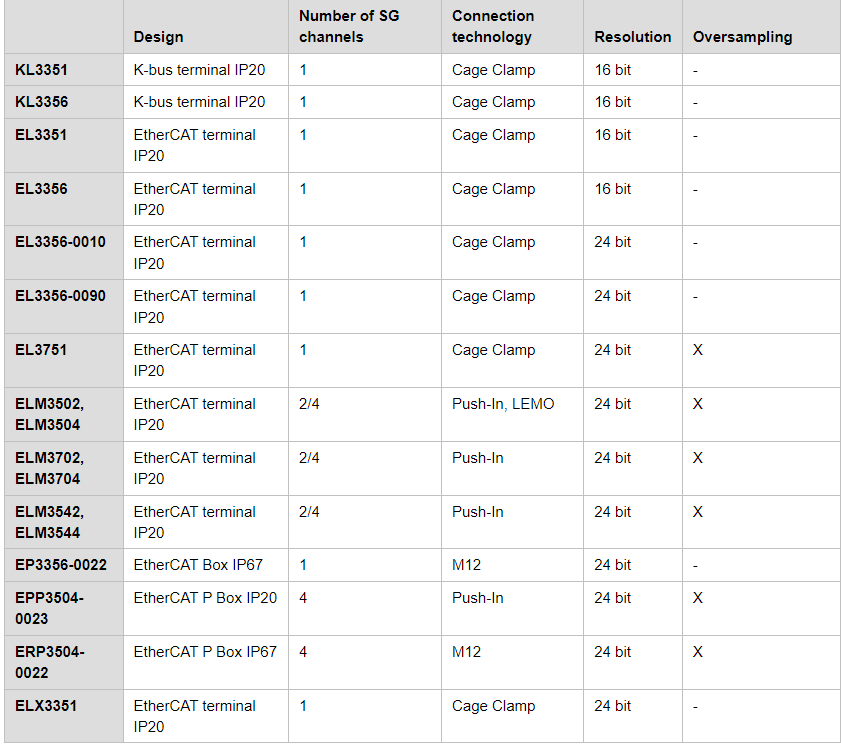 Design Number of SG channels Connection technology Resolution Oversampling
KL3351 K-bus terminal IP20 1 Cage Clamp 16 bit -
KL3356 K-bus terminal IP20 1 Cage Clamp 16 bit -
EL3351 EtherCAT terminal IP20 1 Cage Clamp 16 bit -
EL3356 EtherCAT terminal IP20 1 Cage Clamp 16 bit -
EL3356-0010 EtherCAT terminal IP20 1 Cage Clamp 24 bit -
EL3356-0090 EtherCAT terminal IP20 1 Cage Clamp 24 bit -
EL3751 EtherCAT terminal IP20 1 Cage Clamp 24 bit X
ELM3502, ELM3504 EtherCAT terminal IP20 2/4 Push-In, LEMO 24 bit X
ELM3702, ELM3704 EtherCAT terminal IP20 2/4 Push-In 24 bit X
ELM3542, ELM3544 EtherCAT terminal IP20 2/4 Push-In 24 bit X
EP3356-0022 EtherCAT Box IP67 1 M12 24 bit -
EPP3504-0023 EtherCAT P Box IP20 4 Push-In 24 bit X
ERP3504-0022 EtherCAT P Box IP67 4 M12 24 bit X
ELX3351 EtherCAT terminal IP20 1 Cage Clamp 24 bit -